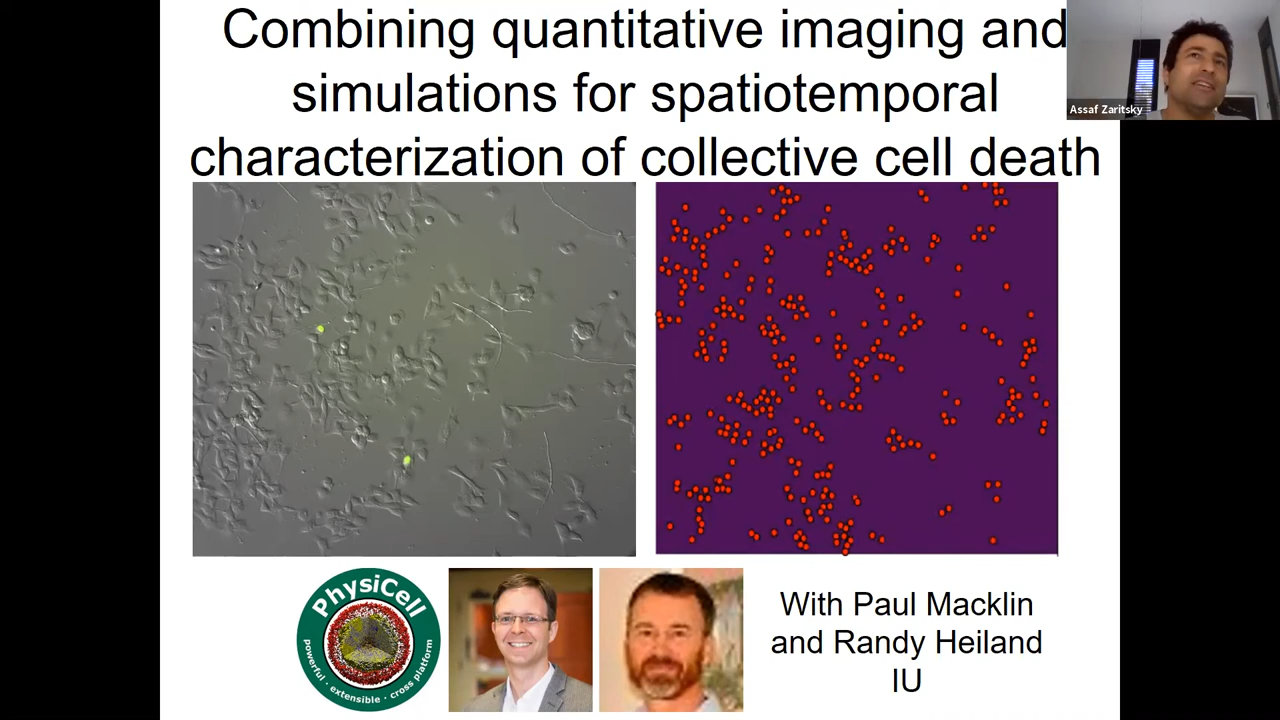 Combining quantitative imaging and
simulations for spatiotemporal
characterization of collective cell death
Assaf Zaritsky
PhysiCell
powerful · extensible · cross platform
With Paul Macklin
and Randy Heiland
IU